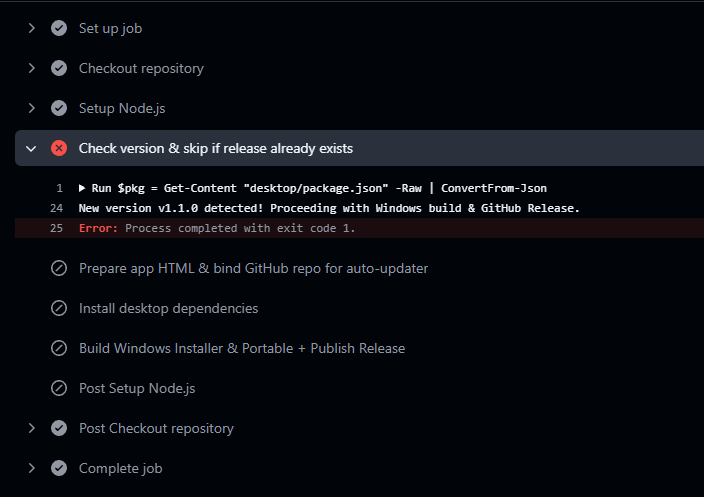 Set up job
Checkout repository
Setup Node.js
Check version & skip if release already exists
1 Run $pkg = Get-Content "desktop/package.json" -Raw | ConvertFrom-Json
24 New version v1.1.0 detected! Proceeding with Windows build & GitHub Release.
25 Error: Process completed with exit code 1.
Prepare app HTML & bind GitHub repo for auto-updater
Install desktop dependencies
Build Windows Installer & Portable + Publish Release
Post Setup Node.js
Post Checkout repository
Complete job